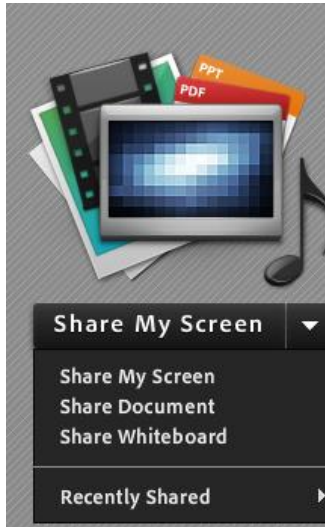 PPT
PDF
Share My Screen
Share My Screen
Share Document
Share Whiteboard
Recently Shared